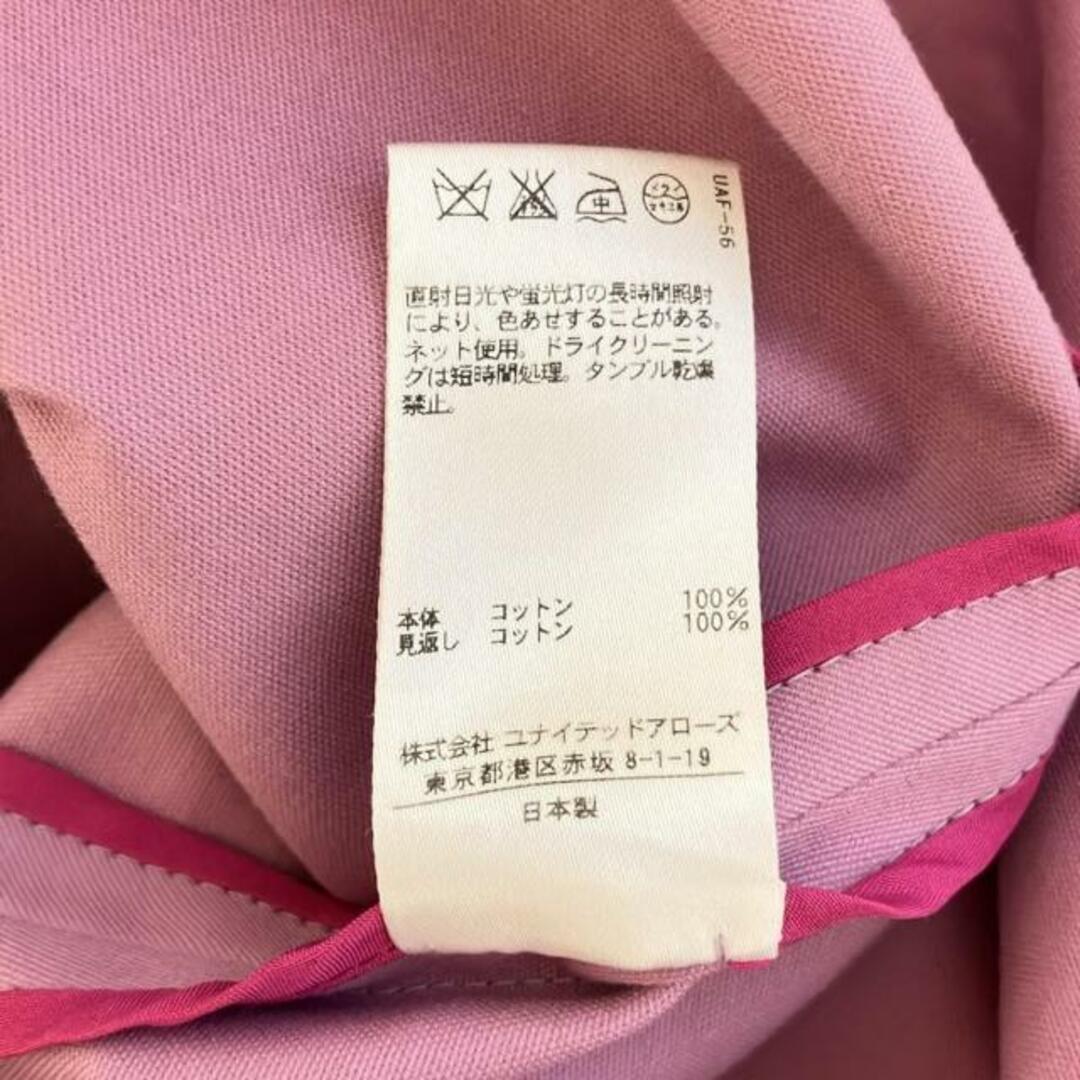 中
UAF-56
直射日光や蛍光灯の長時間照射
により、色あせすることがある。
ネット使用。ドライクリーニン
グは短時間処理。タンブル乾燥
禁止。
本体 コットン 100%
見返し コットン 100%
株式会社 ユナイテッドアローズ
東京都港区赤坂 8-1-19
日本製